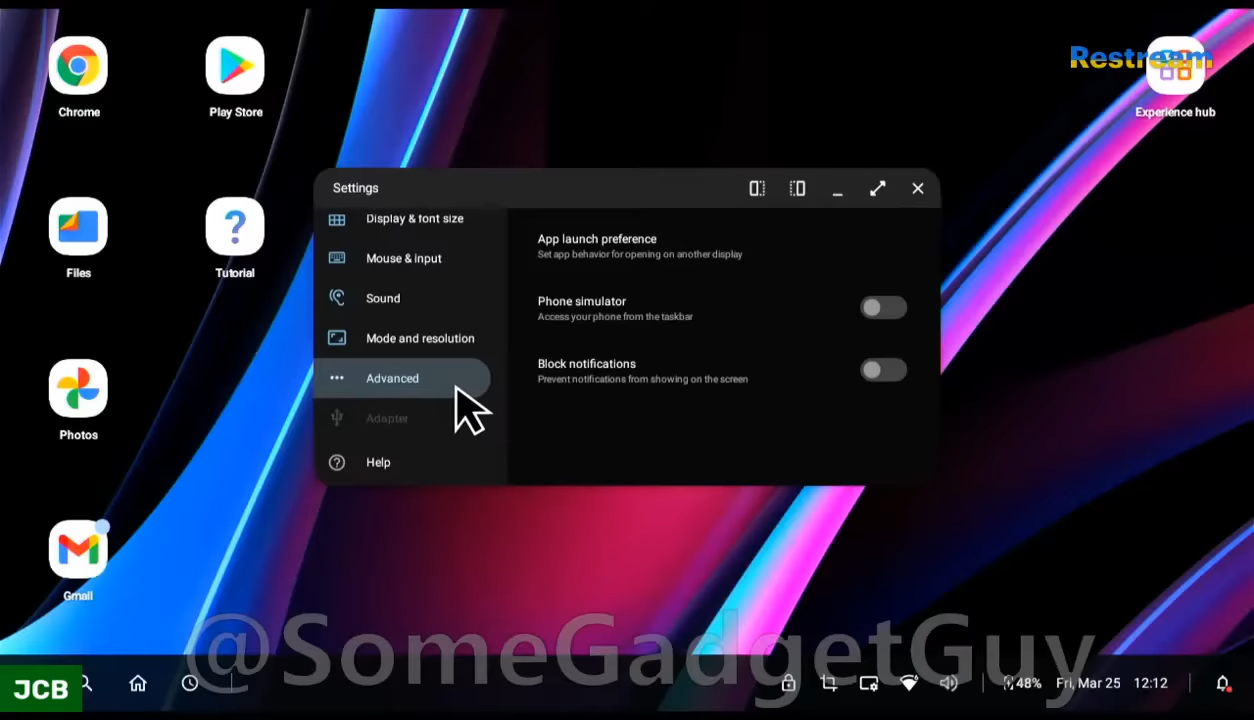 Restream
Chrome
Play Store
Experience hub
Files
Tutorial
Photos
Gmail
Settings
Display & font size
Mouse & input
Sound
Mode and resolution
Advanced
Adapter
Help
App launch preference
Set app behavior for opening on another display
Phone simulator
Access your phone from the taskbar
Block notifications
Prevent notifications from showing on the screen
@SomeGadgetGuy
JCB
48% Fri, Mar 25 12:12